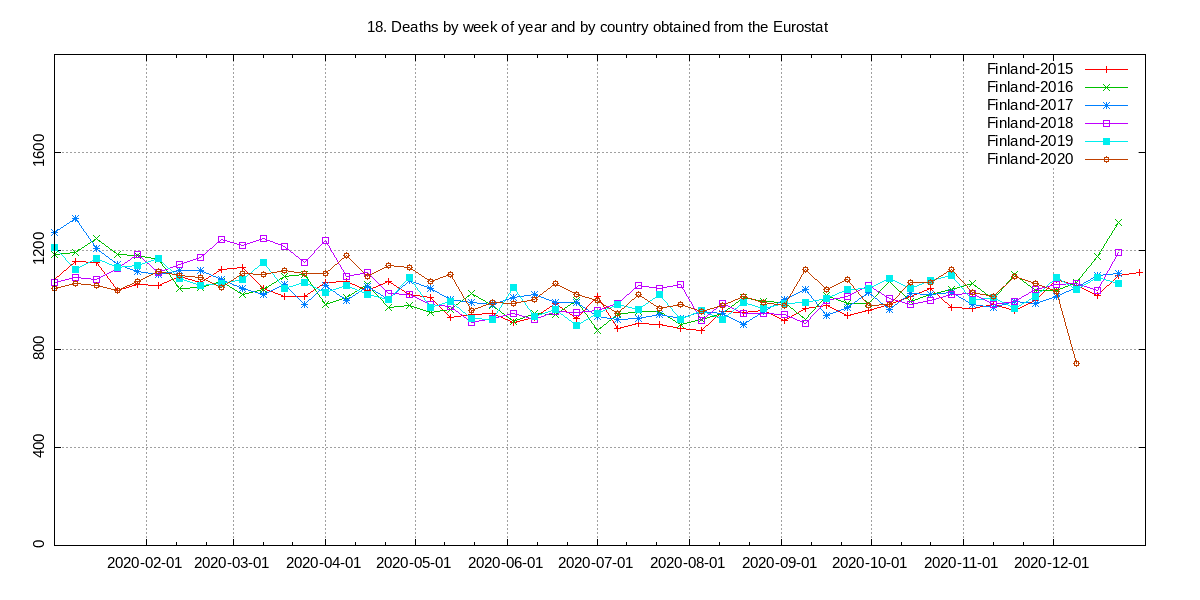 18. Deaths by week of year and by country obtained from the Eurostat
Finland-2015
Finland-2016
Finland-2017
Finland-2018
Finland-2019
Finland-2020
1600
1200
800
400
0
2020-02-01 2020-03-01 2020-04-01 2020-05-01 2020-06-01 2020-07-01 2020-08-01 2020-09-01 2020-10-01 2020-11-01 2020-12-01